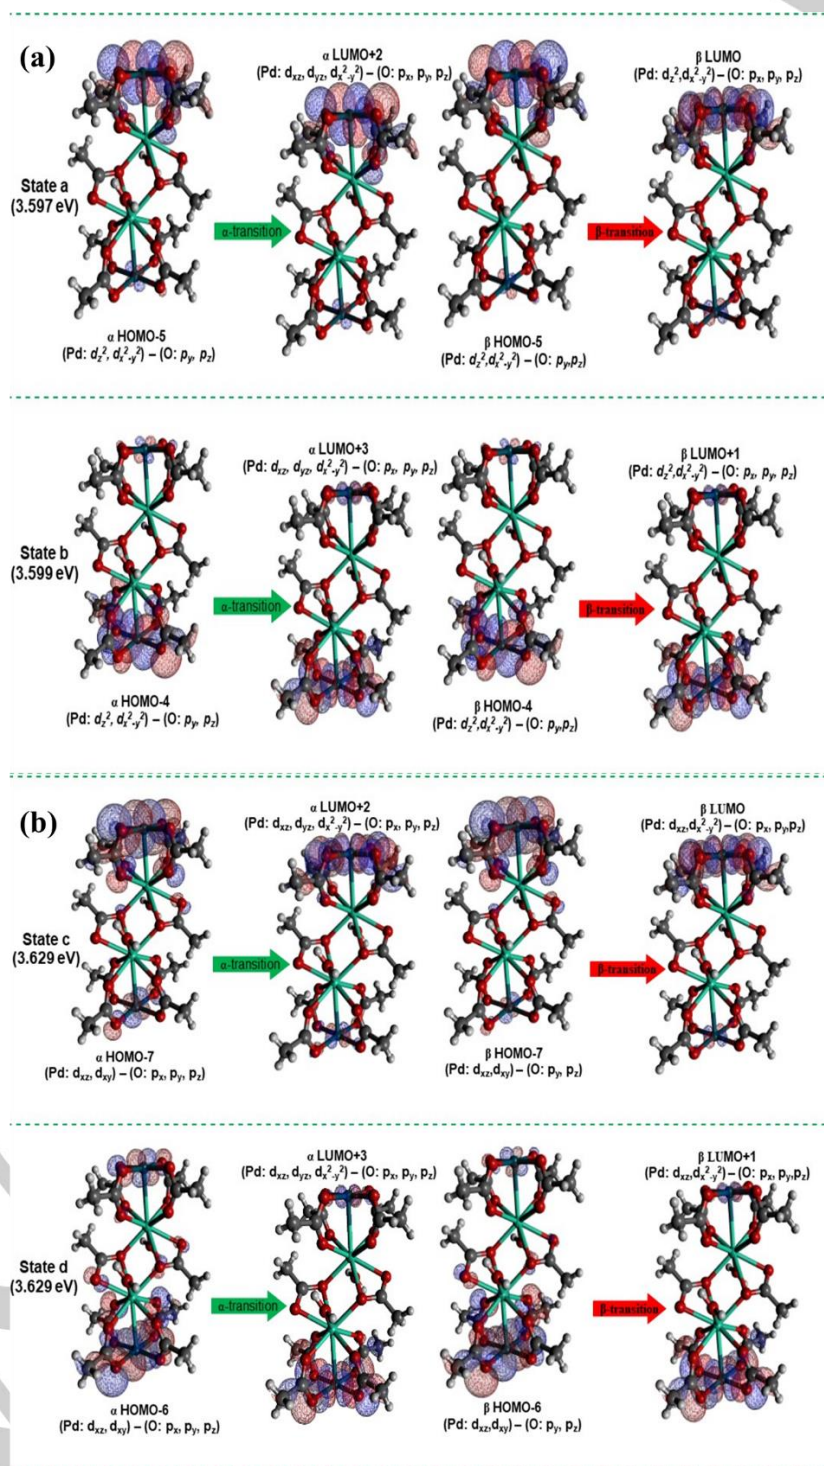 (a)
α LUMO+2
(Pd: dxz, dyz, dx²-y²) – (O: px, py, pz)
β LUMO
(Pd: dz²,dx²-y²) – (O: px, py, pz)
State a
(3.597 eV)
α-transition
β-transition
α HOMO-5
(Pd: dz², dx²-y²) – (O: py, pz)
β HOMO-5
(Pd: dz²,dx²-y²) – (O: py,pz)
α LUMO+3
(Pd: dxz, dyz, dx²-y²) – (O: px, py, pz)
β LUMO+1
(Pd: dz²,dx²-y²) – (O: px, py, pz)
State b
(3.599 eV)
α-transition
β-transition
α HOMO-4
(Pd: dz², dx²-y²) – (O: py, pz)
β HOMO-4
(Pd: dz²,dx²-y²) – (O: py,pz)
(b)
α LUMO+2
(Pd: dxz, dyz, dx²-y²) – (O: px, py, pz)
β LUMO
(Pd: dxz,dx²-y²) – (O: px, py,pz)
State c
(3.629 eV)
α-transition
β-transition
α HOMO-7
(Pd: dxz, dxy) – (O: px, py, pz)
β HOMO-7
(Pd: dxz,dxy) – (O: py, pz)
α LUMO+3
(Pd: dxz, dyz, dx²-y²) – (O: px, py, pz)
β LUMO+1
(Pd: dxz,dx²-y²) – (O: px, py,pz)
State d
(3.629 eV)
α-transition
β-transition
α HOMO-6
(Pd: dxz, dxy) – (O: px, py, pz)
β HOMO-6
(Pd: dxz,dxy) – (O: py, pz)